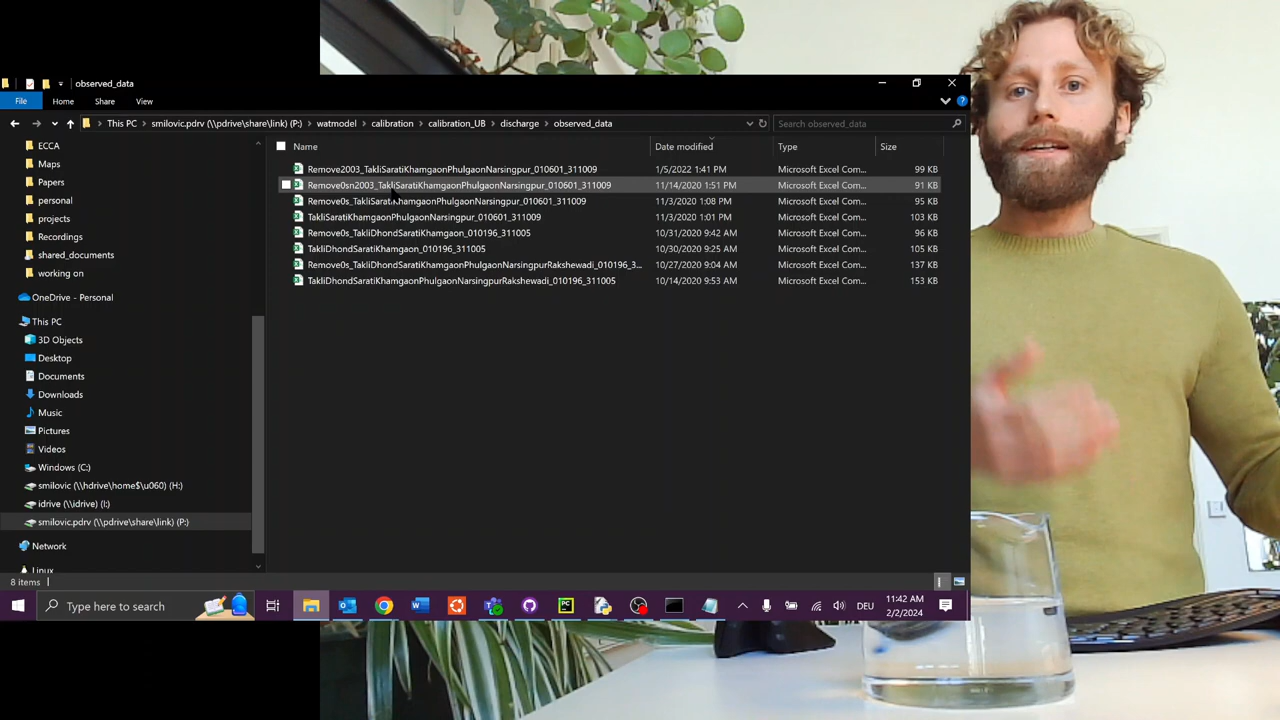 observed_data
File Home Share View
This PC > smilovic.pdrv (\\pdrive\share\link) (P:) > watmodel > calibration > calibration_UB > discharge > observed_data
Search observed_data
Name Date modified Type Size
Remove2003_TakliSaratiKhamgaonPhulgaonNarsingpur_010601_311009 1/5/2022 1:41 PM Microsoft Excel Com... 99 KB
Remove0sn2003_TakliSaratiKhamgaonPhulgaonNarsingpur_010601_311009 11/14/2020 1:51 PM Microsoft Excel Com... 91 KB
Remove0s_TakliSaratiKhamgaonPhulgaonNarsingpur_010601_311009 11/3/2020 1:08 PM Microsoft Excel Com... 95 KB
TakliSaratiKhamgaonPhulgaonNarsingpur_010601_311009 11/3/2020 1:01 PM Microsoft Excel Com... 103 KB
Remove0s_TakliDhondSaratiKhamgaon_010196_311005 10/31/2020 9:42 AM Microsoft Excel Com... 96 KB
TakliDhondSaratiKhamgaon_010196_311005 10/30/2020 9:25 AM Microsoft Excel Com... 105 KB
Remove0s_TakliDhondSaratiKhamgaonPhulgaonNarsingpurRakshewadi_010196_3... 10/27/2020 9:04 AM Microsoft Excel Com... 137 KB
TakliDhondSaratiKhamgaonPhulgaonNarsingpurRakshewadi_010196_311005 10/14/2020 9:53 AM Microsoft Excel Com... 153 KB
ECCA
Maps
Papers
personal
projects
Recordings
shared_documents
working on
OneDrive - Personal
This PC
3D Objects
Desktop
Documents
Downloads
Music
Pictures
Videos
Windows (C:)
smilovic (\\hdrive\home$\u060) (H:)
idrive (\\idrive) (I:)
smilovic.pdrv (\\pdrive\share\link) (P:)
Network
Linux
8 items
Type here to search
DEU
11:42 AM
2/2/2024